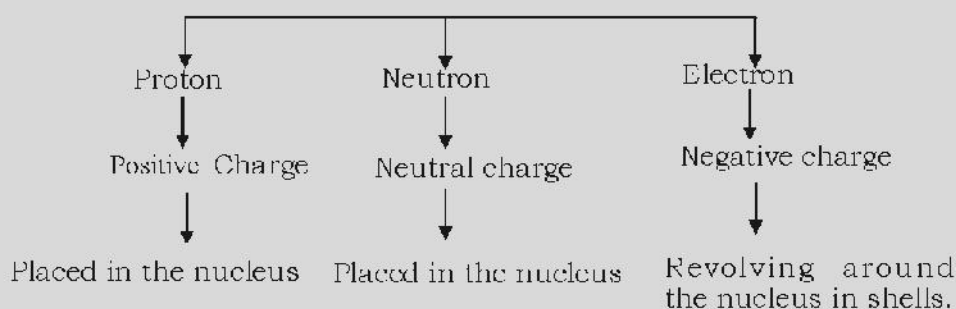 Proton
Neutron
Electron
Positive Charge
Neutral charge
Negative charge
Placed in the nucleus
Placed in the nucleus
Revolving around
the nucleus in shells.